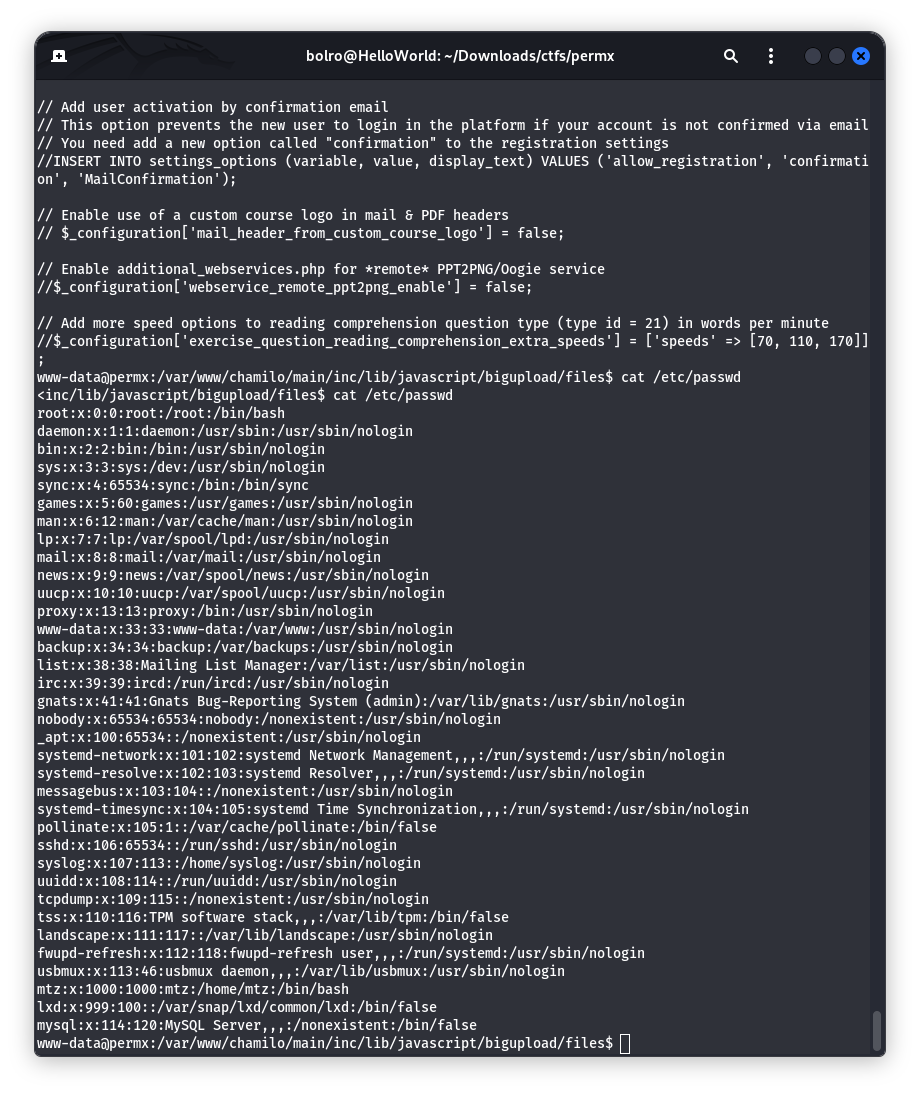 bolro@HelloWorld: ~/Downloads/ctfs/permx
// Add user activation by confirmation email
// This option prevents the new user to login in the platform if your account is not confirmed via email
// You need add a new option called "confirmation" to the registration settings
//INSERT INTO settings_options (variable, value, display_text) VALUES ('allow_registration', 'confirmati
on', 'MailConfirmation');
// Enable use of a custom course logo in mail & PDF headers
// $_configuration['mail_header_from_custom_course_logo'] = false;
// Enable additional_webservices.php for *remote* PPT2PNG/Oogie service
//$_configuration['webservice_remote_ppt2png_enable'] = false;
// Add more speed options to reading comprehension question type (type id = 21) in words per minute
//$_configuration['exercise_question_reading_comprehension_extra_speeds'] = ['speeds' => [70, 110, 170]]
;
www-data@permx:/var/www/chamilo/main/inc/lib/javascript/bigupload/files$ cat /etc/passwd
<inc/lib/javascript/bigupload/files$ cat /etc/passwd
root:x:0:0:root:/root:/bin/bash
daemon:x:1:1:daemon:/usr/sbin:/usr/sbin/nologin
bin:x:2:2:bin:/bin:/usr/sbin/nologin
sys:x:3:3:sys:/dev:/usr/sbin/nologin
sync:x:4:65534:sync:/bin:/bin/sync
games:x:5:60:games:/usr/games:/usr/sbin/nologin
man:x:6:12:man:/var/cache/man:/usr/sbin/nologin
lp:x:7:7:lp:/var/spool/lpd:/usr/sbin/nologin
mail:x:8:8:mail:/var/mail:/usr/sbin/nologin
news:x:9:9:news:/var/spool/news:/usr/sbin/nologin
uucp:x:10:10:uucp:/var/spool/uucp:/usr/sbin/nologin
proxy:x:13:13:proxy:/bin:/usr/sbin/nologin
www-data:x:33:33:www-data:/var/www:/usr/sbin/nologin
backup:x:34:34:backup:/var/backups:/usr/sbin/nologin
list:x:38:38:Mailing List Manager:/var/list:/usr/sbin/nologin
irc:x:39:39:ircd:/run/ircd:/usr/sbin/nologin
gnats:x:41:41:Gnats Bug-Reporting System (admin):/var/lib/gnats:/usr/sbin/nologin
nobody:x:65534:65534:nobody:/nonexistent:/usr/sbin/nologin
_apt:x:100:65534::/nonexistent:/usr/sbin/nologin
systemd-network:x:101:102:systemd Network Management,,,:/run/systemd:/usr/sbin/nologin
systemd-resolve:x:102:103:systemd Resolver,,,:/run/systemd:/usr/sbin/nologin
messagebus:x:103:104::/nonexistent:/usr/sbin/nologin
systemd-timesync:x:104:105:systemd Time Synchronization,,,:/run/systemd:/usr/sbin/nologin
pollinate:x:105:1::/var/cache/pollinate:/bin/false
sshd:x:106:65534::/run/sshd:/usr/sbin/nologin
syslog:x:107:113::/home/syslog:/usr/sbin/nologin
uuidd:x:108:114::/run/uuidd:/usr/sbin/nologin
tcpdump:x:109:115::/nonexistent:/usr/sbin/nologin
tss:x:110:116:TPM software stack,,,:/var/lib/tpm:/bin/false
landscape:x:111:117::/var/lib/landscape:/usr/sbin/nologin
fwupd-refresh:x:112:118:fwupd-refresh user,,,:/run/systemd:/usr/sbin/nologin
usbmux:x:113:46:usbmux daemon,,,:/var/lib/usbmux:/usr/sbin/nologin
mtz:x:1000:1000:mtz:/home/mtz:/bin/bash
lxd:x:999:100::/var/snap/lxd/common/lxd:/bin/false
mysql:x:114:120:MySQL Server,,,:/nonexistent:/bin/false
www-data@permx:/var/www/chamilo/main/inc/lib/javascript/bigupload/files$